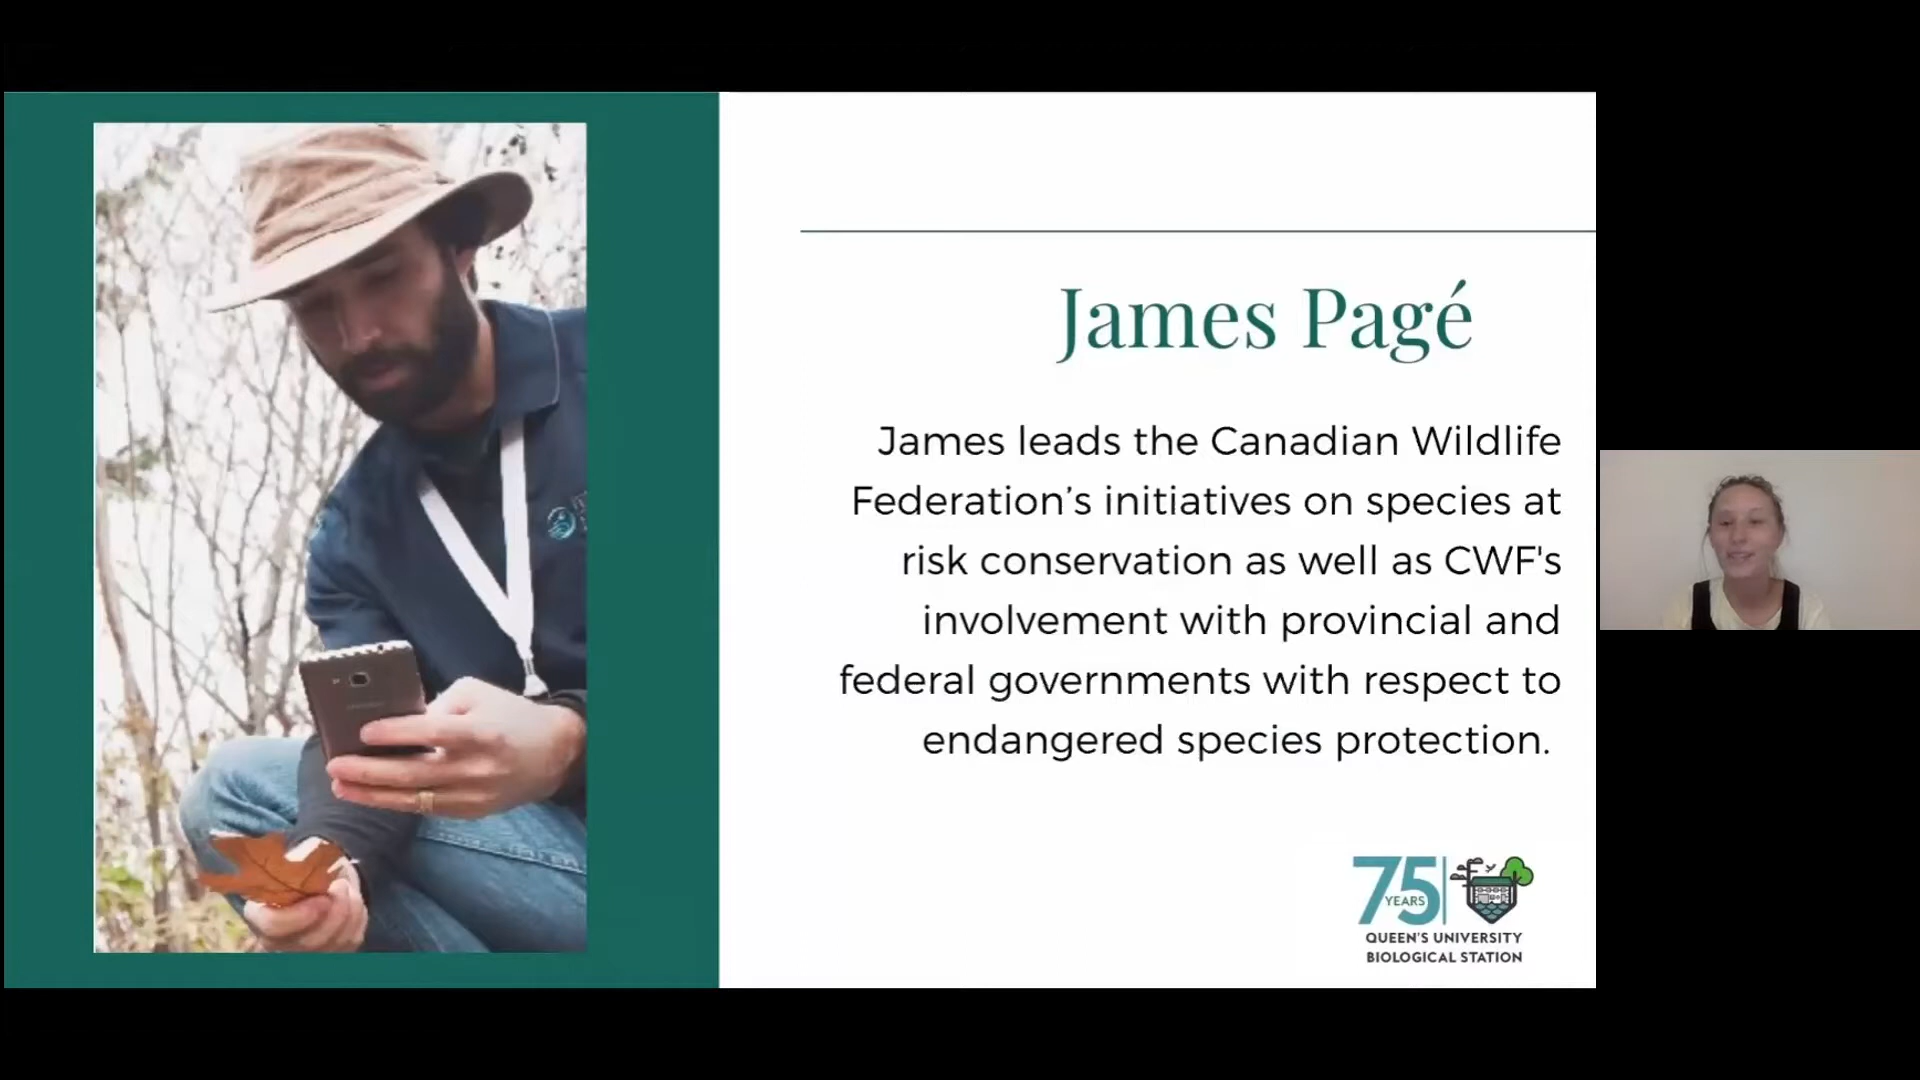 James Pagé
James leads the Canadian Wildlife
Federation’s initiatives on species at
risk conservation as well as CWF's
involvement with provincial and
federal governments with respect to
endangered species protection.
75
YEARS
QUEEN'S UNIVERSITY
BIOLOGICAL STATION